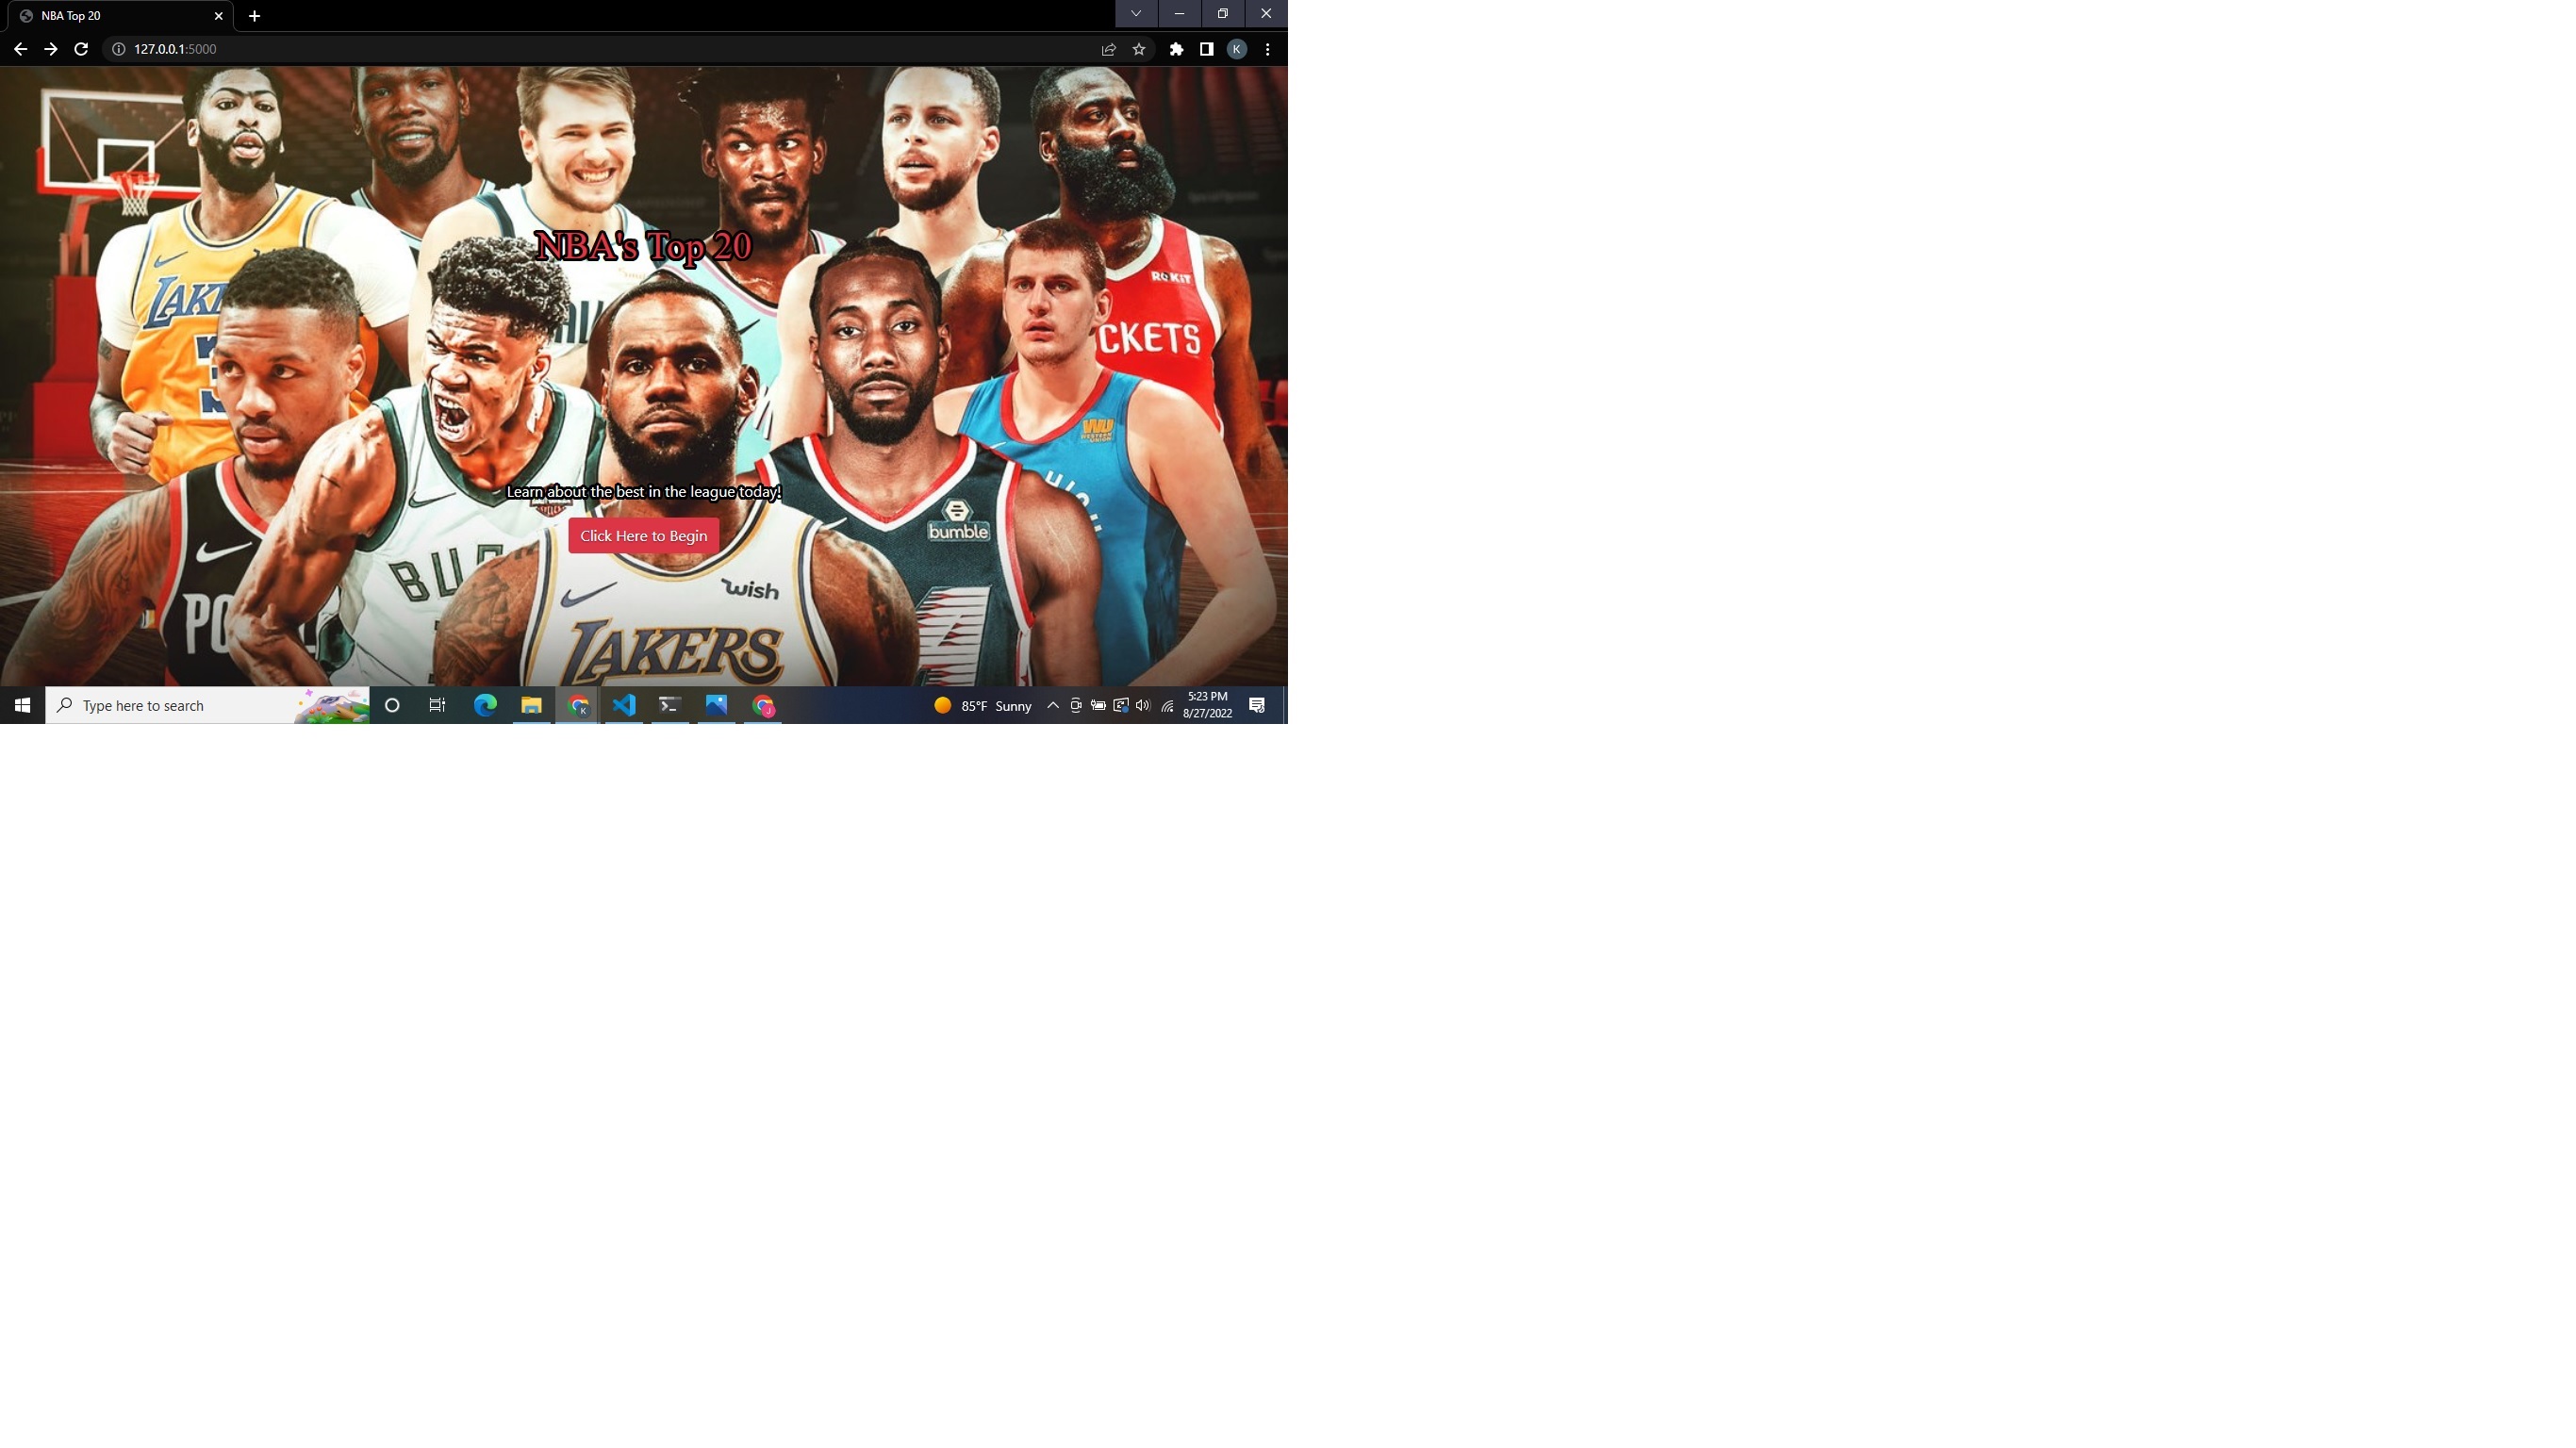 NBA Top 20
127.0.0.1:5000
NBA's Top 20
ROKiT
CKETS
LAKE
Learn about the best in the league today!
bumble
Click Here to Begin
BU
wish
PO
LAKERS
Type here to search
85°F Sunny
5:23 PM
8/27/2022
K